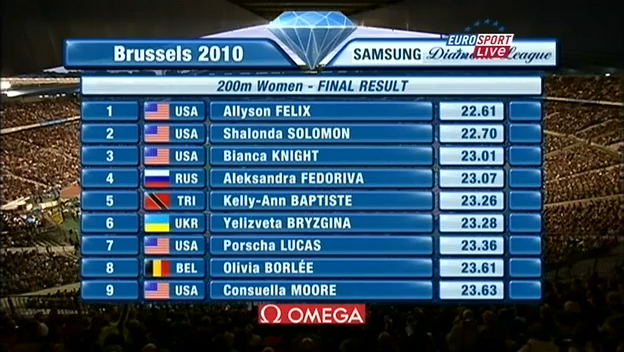 Brussels 2010
SAMSUNG Diamond League
EUROSPORT
LIVE
200m Women - FINAL RESULT
1 USA Allyson FELIX 22.61
2 USA Shalonda SOLOMON 22.70
3 USA Bianca KNIGHT 23.01
4 RUS Aleksandra FEDORIVA 23.07
5 TRI Kelly-Ann BAPTISTE 23.26
6 UKR Yelizveta BRYZGINA 23.28
7 USA Porscha LUCAS 23.36
8 BEL Olivia BORLÉE 23.61
9 USA Consuella MOORE 23.63
OMEGA